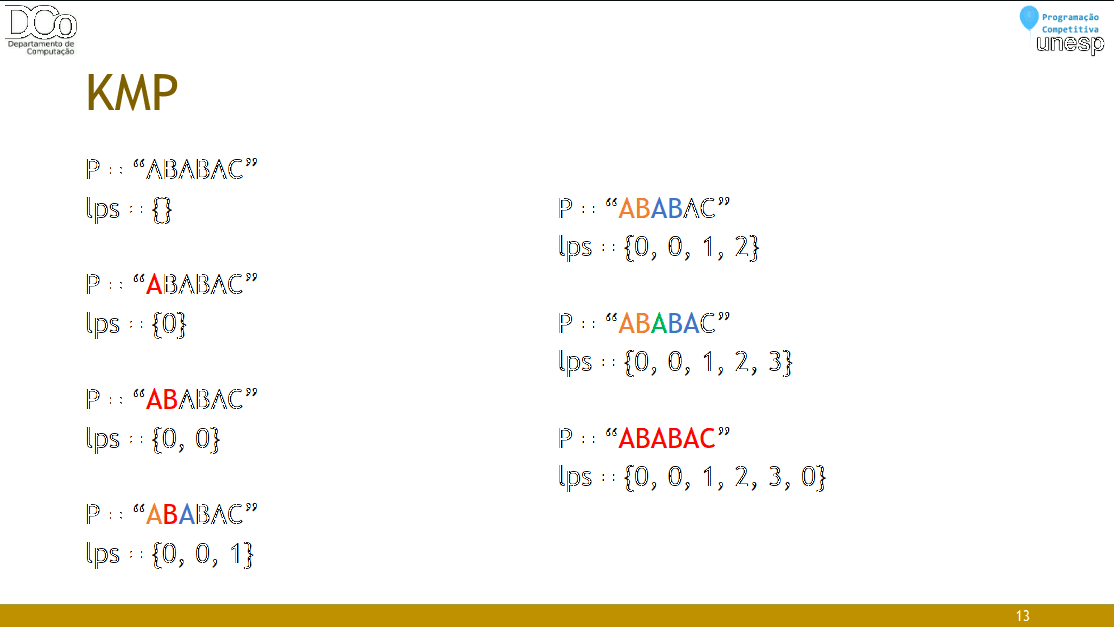 DCo
Departamento de
Computação
Programação
Competitiva
unesp
KMP
P = “ABABAC”
lps = {}
P = “ABABAC”
lps = {0}
P = “ABABAC”
lps = {0, 0}
P = “ABABAC”
lps = {0, 0, 1}
P = “ABABAC”
lps = {0, 0, 1, 2}
P = “ABABAC”
lps = {0, 0, 1, 2, 3}
P = “ABABAC”
lps = {0, 0, 1, 2, 3, 0}
13